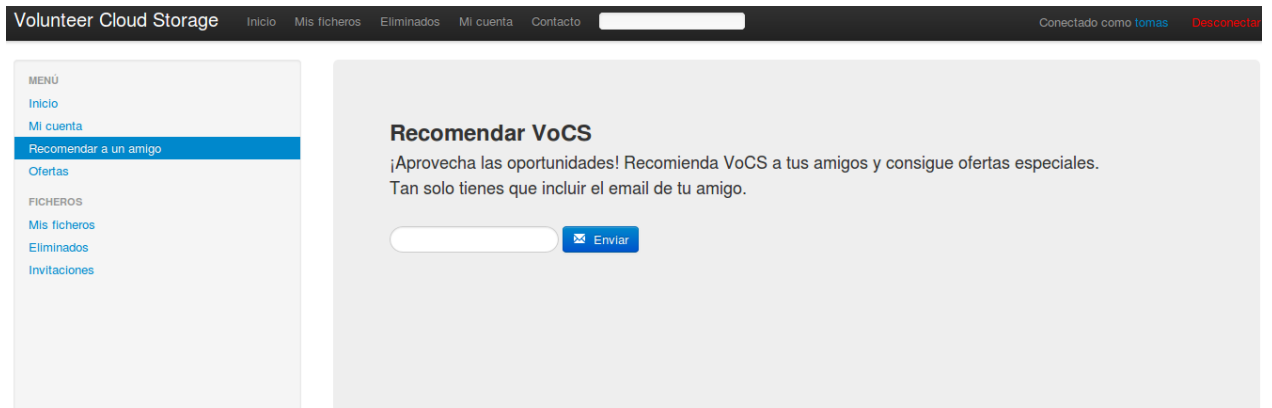 Volunteer Cloud Storage Inicio Mis ficheros Eliminados Mi cuenta Contacto Conectado como tomas Desconectar
MENÚ
Inicio
Mi cuenta
Recomendar a un amigo
Ofertas
FICHEROS
Mis ficheros
Eliminados
Invitaciones
Recomendar VoCS
¡Aprovecha las oportunidades! Recomienda VoCS a tus amigos y consigue ofertas especiales.
Tan solo tienes que incluir el email de tu amigo.
Enviar